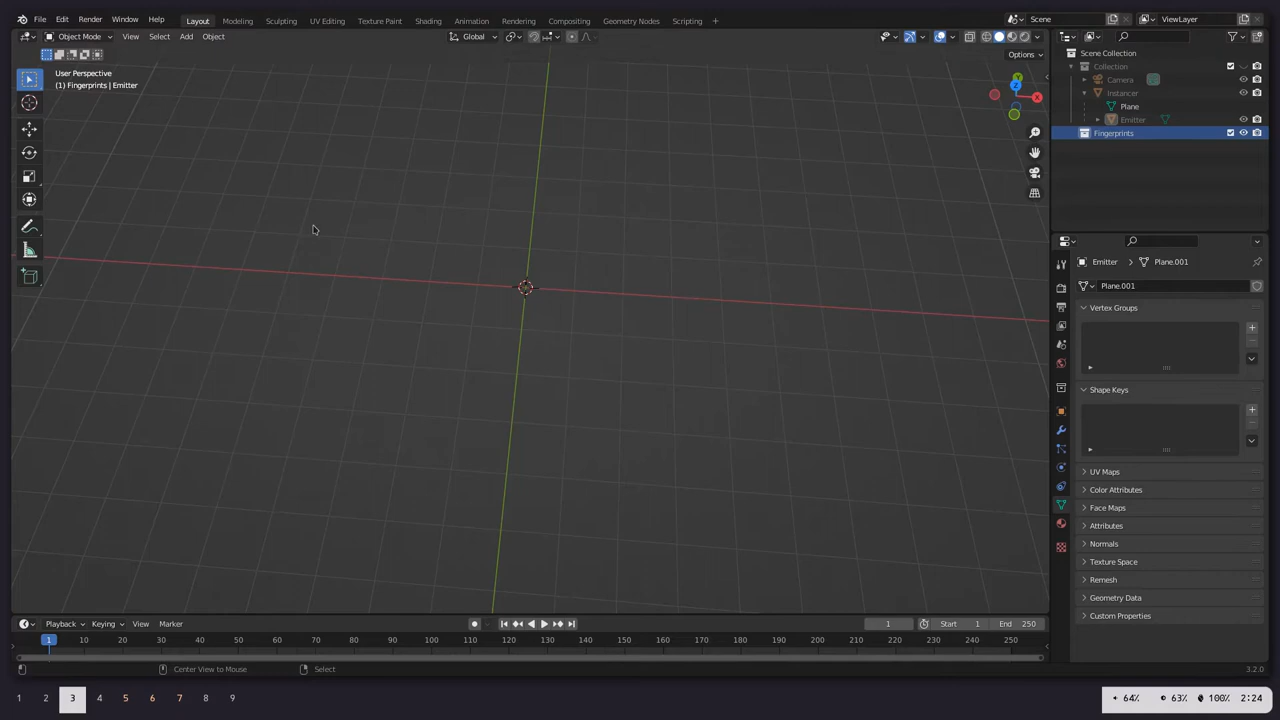 File Edit Render Window Help Layout Modeling Sculpting UV Editing Texture Paint Shading Animation Rendering Compositing Geometry Nodes Scripting + Scene ViewLayer
Object Mode View Select Add Object Global
Options
User Perspective
(1) Fingerprints | Emitter
Y
Z
X
Scene Collection
Collection
Camera
Instancer
Plane
Emitter
Fingerprints
Emitter > Plane.001
Plane.001
Vertex Groups
Shape Keys
UV Maps
Color Attributes
Face Maps
Attributes
Normals
Texture Space
Remesh
Geometry Data
Custom Properties
Playback Keying View Marker 1 Start 1 End 250
1 10 20 30 40 50 60 70 80 90 100 110 120 130 140 150 160 170 180 190 200 210 220 230 240 250
Center View to Mouse Select 3.2.0
1 2 3 4 5 6 7 8 9 64% 63% 100% 2:24